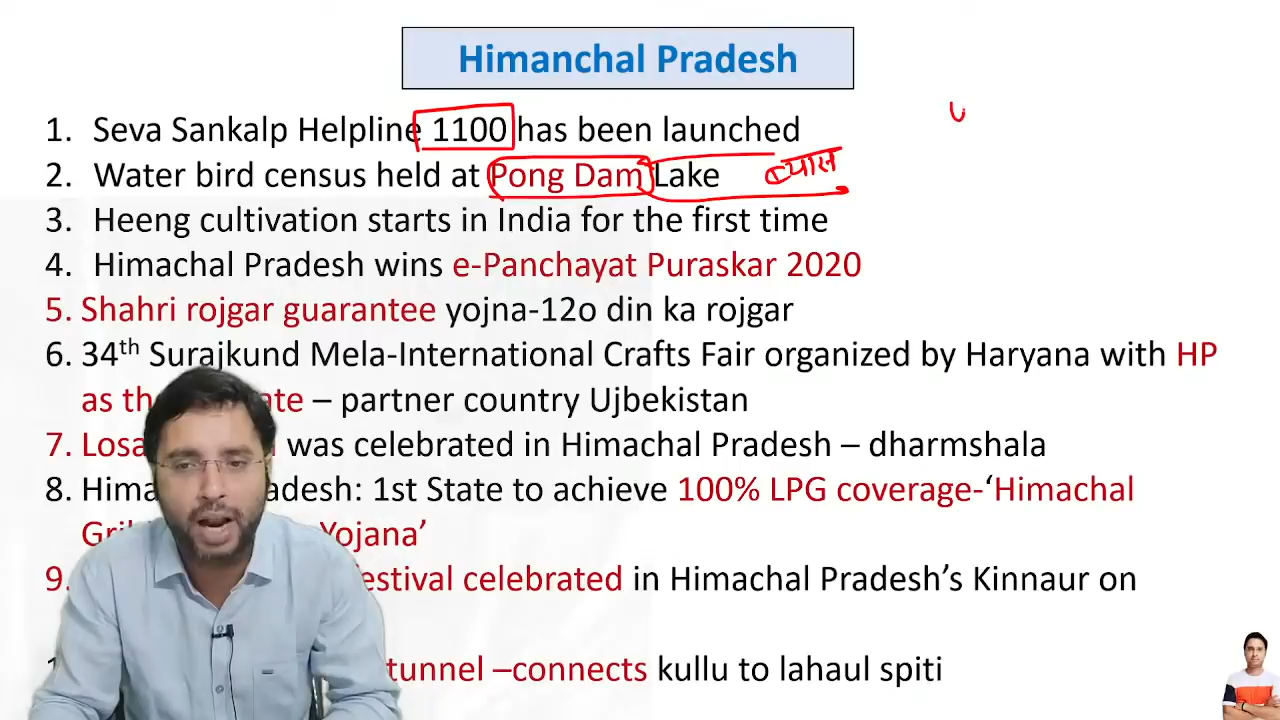 Himanchal Pradesh
1. Seva Sankalp Helpline 1100 has been launched
2. Water bird census held at Pong Dam Lake ब्यास
3. Heeng cultivation starts in India for the first time
4. Himachal Pradesh wins e-Panchayat Puraskar 2020
5. Shahri rojgar guarantee yojna-12o din ka rojgar
6. 34th Surajkund Mela-International Crafts Fair organized by Haryana with HP
as th ate – partner country Ujbekistan
7. Losa was celebrated in Himachal Pradesh – dharmshala
8. Hima adesh: 1st State to achieve 100% LPG coverage-‘Himachal
Gri Yojana’
9. estival celebrated in Himachal Pradesh’s Kinnaur on
tunnel –connects kullu to lahaul spiti